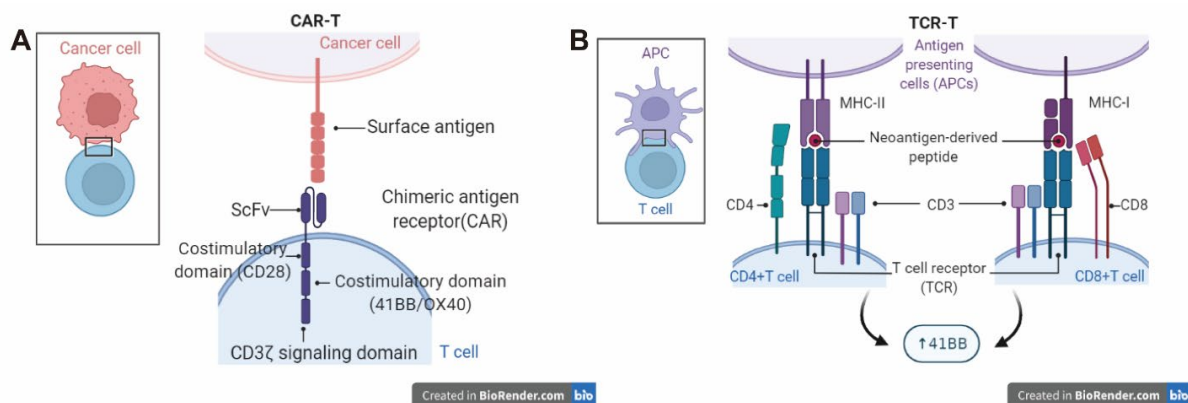 A
CAR-T
Cancer cell
Cancer cell
Surface antigen
ScFv
Chimeric antigen
receptor(CAR)
Costimulatory
domain (CD28)
Costimulatory domain
(41BB/OX40)
CD3ζ signaling domain
T cell
Created in BioRender.com bio
B
TCR-T
APC
T cell
Antigen
presenting
cells (APCs)
MHC-II
MHC-I
Neoantigen-derived
peptide
CD4
CD3
CD8
CD4+T cell
T cell receptor
(TCR)
CD8+T cell
↑41BB
Created in BioRender.com bio